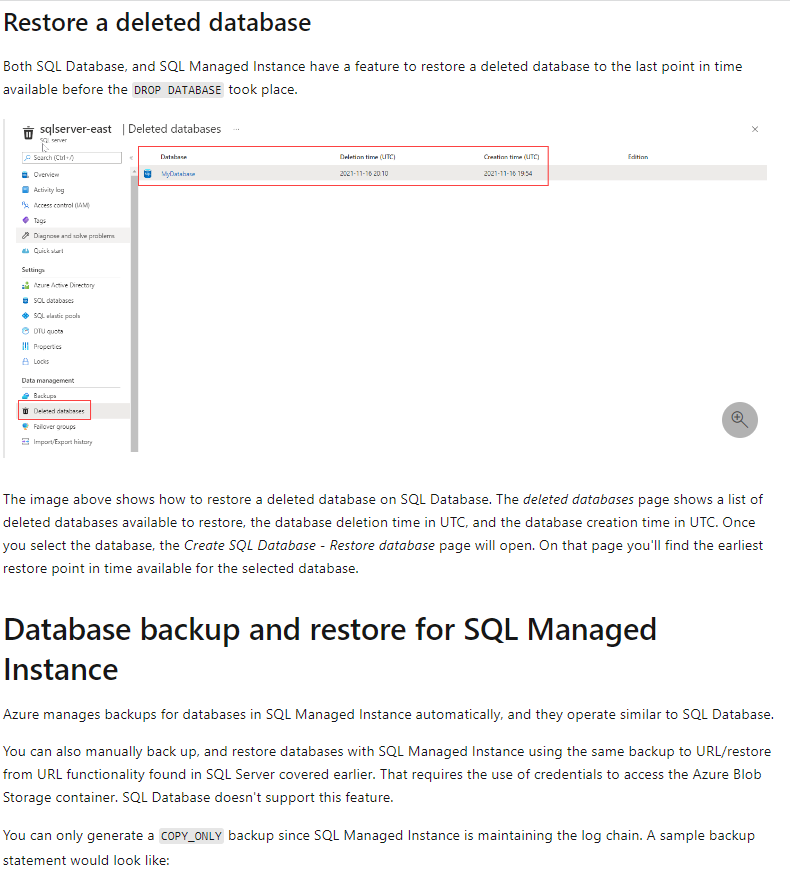 Restore a deleted database
Both SQL Database, and SQL Managed Instance have a feature to restore a deleted database to the last point in time
available before the DROP DATABASE took place.
sqlserver-east | Deleted databases ...
SQL server
Search (Ctrl+/)
«
Overview
Activity log
Access control (IAM)
Tags
Diagnose and solve problems
Quick start
Settings
Azure Active Directory
SQL databases
SQL elastic pools
DTU quota
Properties
Locks
Data management
Backups
Deleted databases
Failover groups
Import/Export history
Database Deletion time (UTC) Creation time (UTC) Edition
MyDatabase 2021-11-16 20:10 2021-11-16 19:54
The image above shows how to restore a deleted database on SQL Database. The deleted databases page shows a list of
deleted databases available to restore, the database deletion time in UTC, and the database creation time in UTC. Once
you select the database, the Create SQL Database - Restore database page will open. On that page you'll find the earliest
restore point in time available for the selected database.
Database backup and restore for SQL Managed
Instance
Azure manages backups for databases in SQL Managed Instance automatically, and they operate similar to SQL Database.
You can also manually back up, and restore databases with SQL Managed Instance using the same backup to URL/restore
from URL functionality found in SQL Server covered earlier. That requires the use of credentials to access the Azure Blob
Storage container. SQL Database doesn't support this feature.
You can only generate a COPY_ONLY backup since SQL Managed Instance is maintaining the log chain. A sample backup
statement would look like: